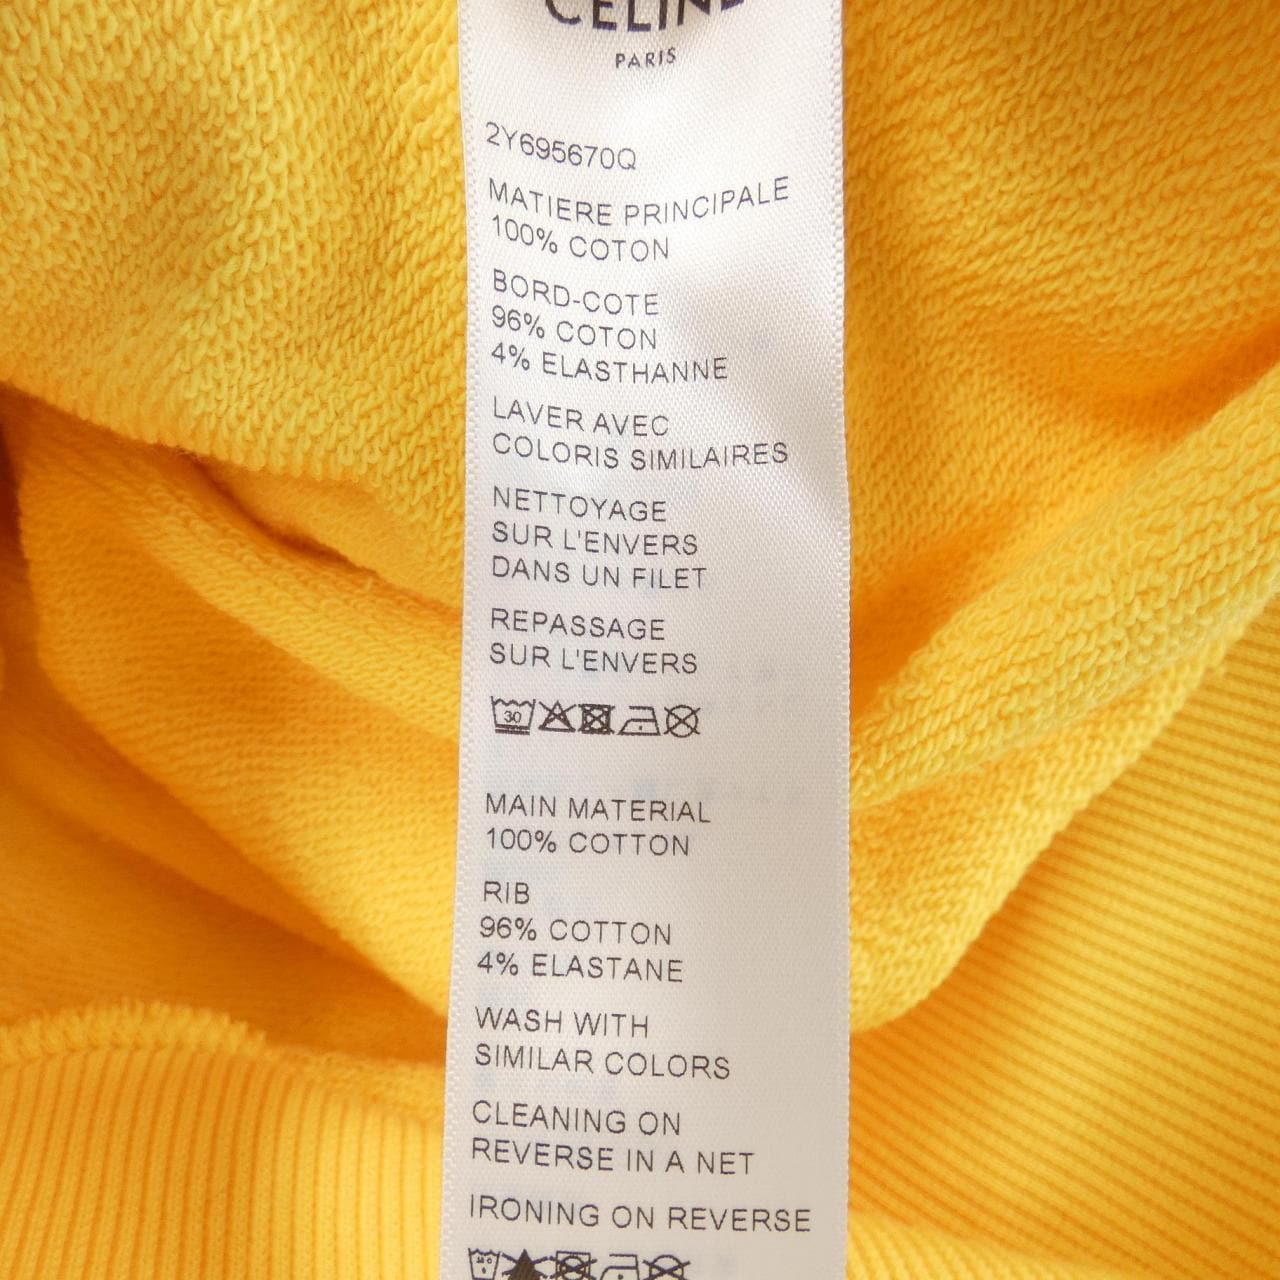 CELINE
PARIS
2Y695670Q
MATIERE PRINCIPALE
100% COTON
BORD-COTE
96% COTON
4% ELASTHANNE
LAVER AVEC
COLORIS SIMILAIRES
NETTOYAGE
SUR L'ENVERS
DANS UN FILET
REPASSAGE
SUR L'ENVERS
30
MAIN MATERIAL
100% COTTON
RIB
96% COTTON
4% ELASTANE
WASH WITH
SIMILAR COLORS
CLEANING ON
REVERSE IN A NET
IRONING ON REVERSE